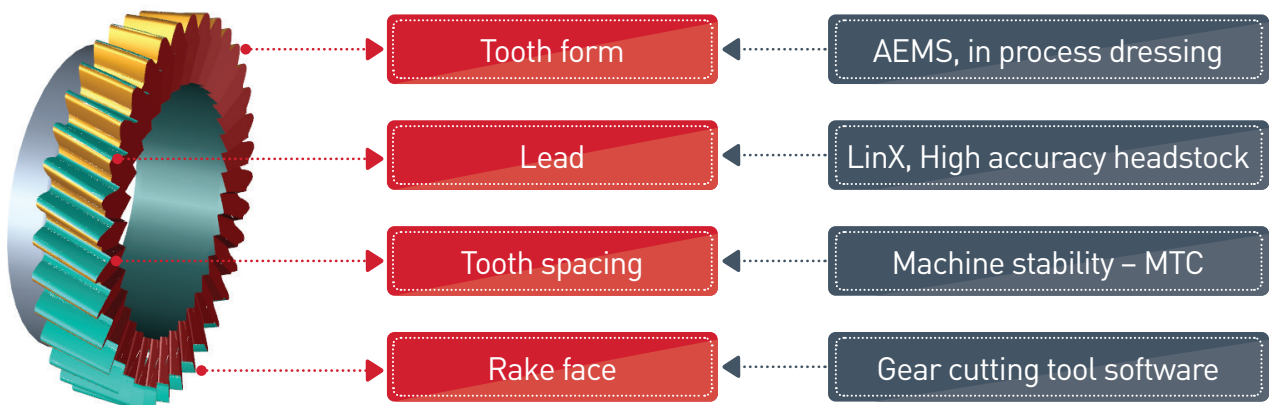 Tooth form
AEMS, in process dressing
Lead
LinX, High accuracy headstock
Tooth spacing
Machine stability – MTC
Rake face
Gear cutting tool software